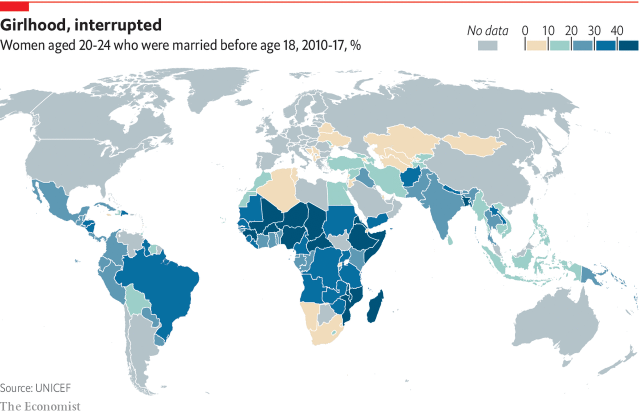 Girlhood, interrupted
Women aged 20-24 who were married before age 18, 2010-17, %
No data 0 10 20 30 40
Source: UNICEF
The Economist